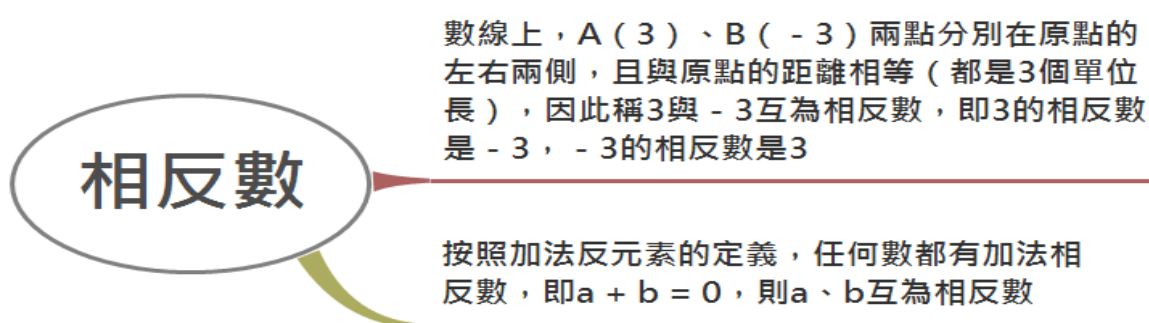 相反數
數線上，A（3）、B（－3）兩點分別在原點的
左右兩側，且與原點的距離相等（都是3個單位
長），因此稱3與－3互為相反數，即3的相反數
是－3，－3的相反數是3
按照加法反元素的定義，任何數都有加法相
反數，即a + b = 0，則a、b互為相反數